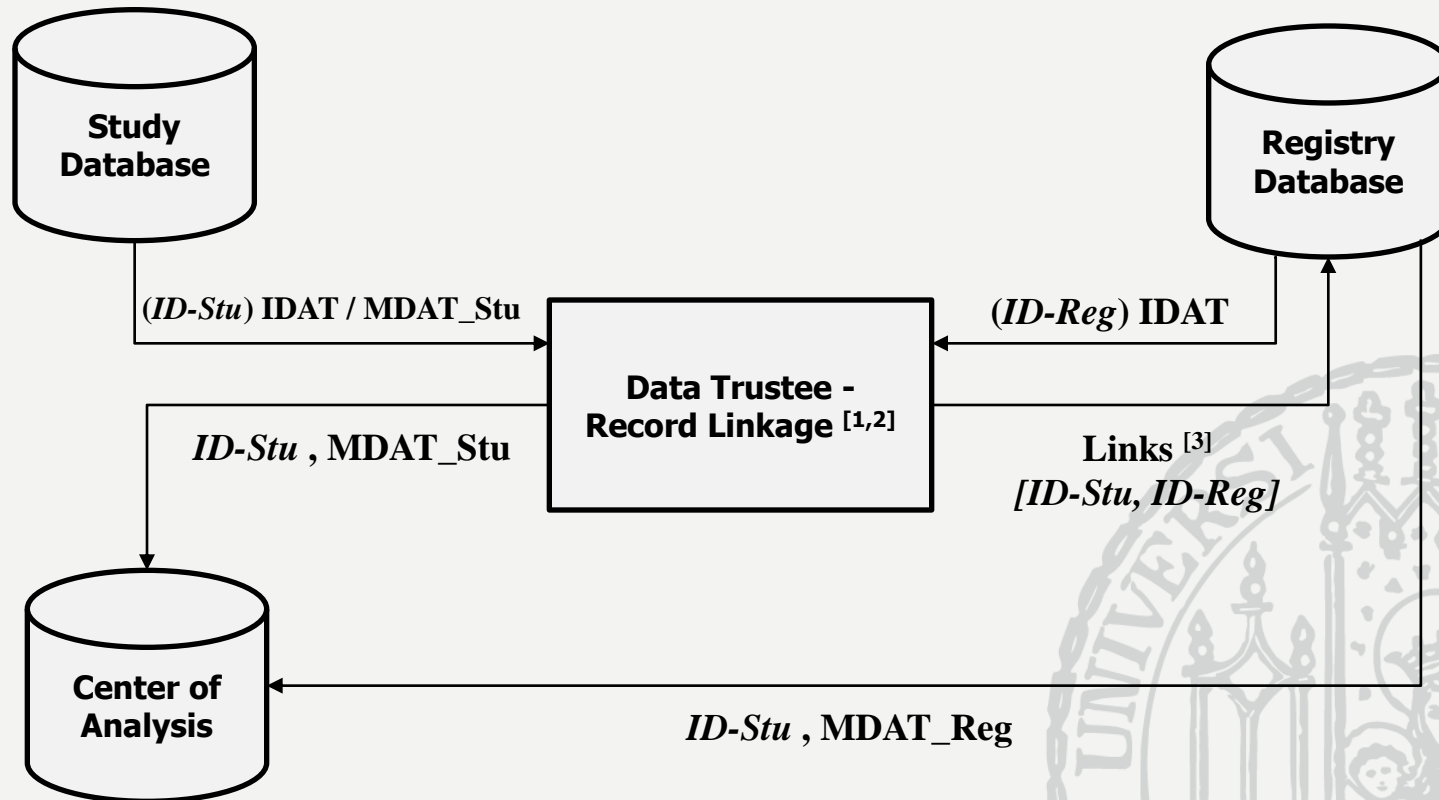 Study
Database
Registry
Database
(ID-Stu) IDAT / MDAT_Stu
(ID-Reg) IDAT
Data Trustee -
Record Linkage [1,2]
ID-Stu , MDAT_Stu
Links [3]
[ID-Stu, ID-Reg]
Center of
Analysis
ID-Stu , MDAT_Reg
UNIVERSI